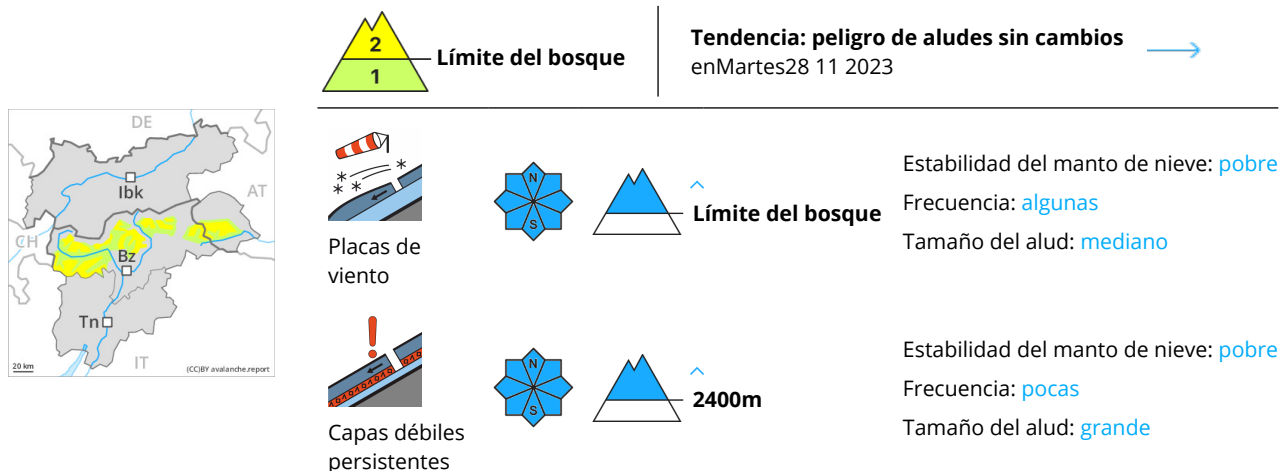 2
1
Límite del bosque
Tendencia: peligro de aludes sin cambios
enMartes28 11 2023
DE
AT
Ibk
CH
Bz
Tn
IT
20 km
(CC)BY avalanche.report
Placas de
viento
N
S
Límite del bosque
Estabilidad del manto de nieve: pobre
Frecuencia: algunas
Tamaño del alud: mediano
Capas débiles
persistentes
N
S
2400m
Estabilidad del manto de nieve: pobre
Frecuencia: pocas
Tamaño del alud: grande